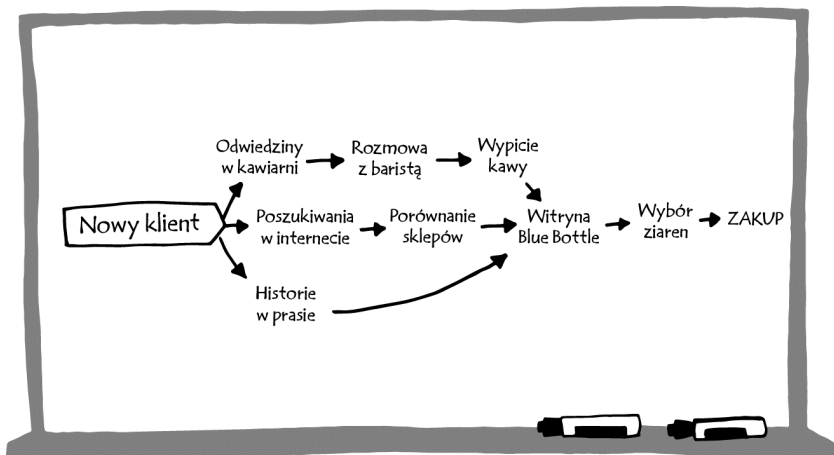 Odwiedziny
w kawiarni
Rozmowa
z baristą
Wypicie
kawy
Nowy klient
Poszukiwania
w internecie
Porównanie
sklepów
Witryna
Blue Bottle
Wybór
ziaren
ZAKUP
Historie
w prasie